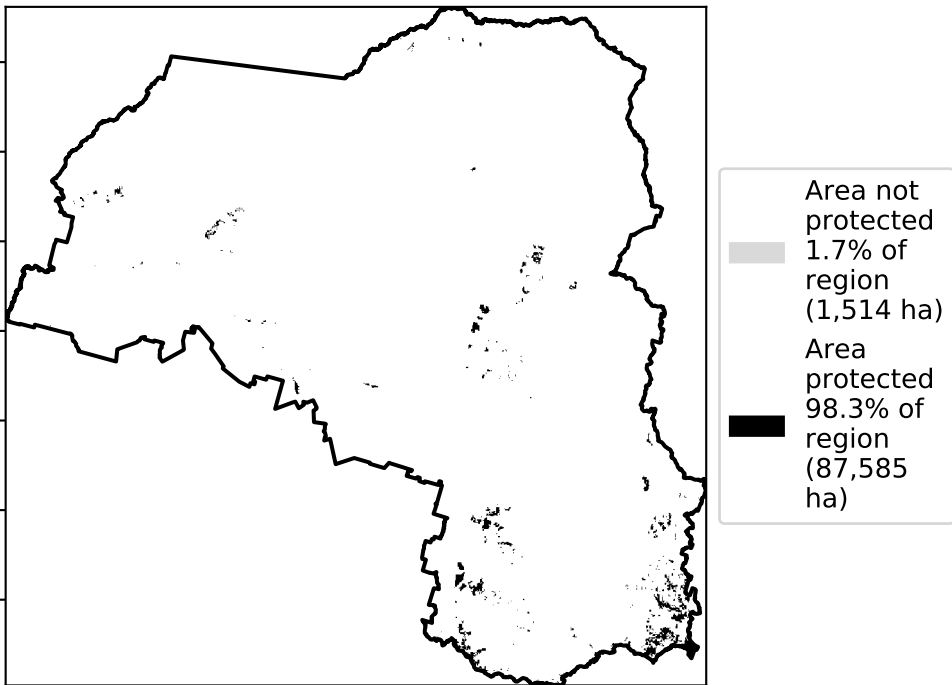 Area not
protected
1.7% of
region
(1,514 ha)
Area
protected
98.3% of
region
(87,585
ha)